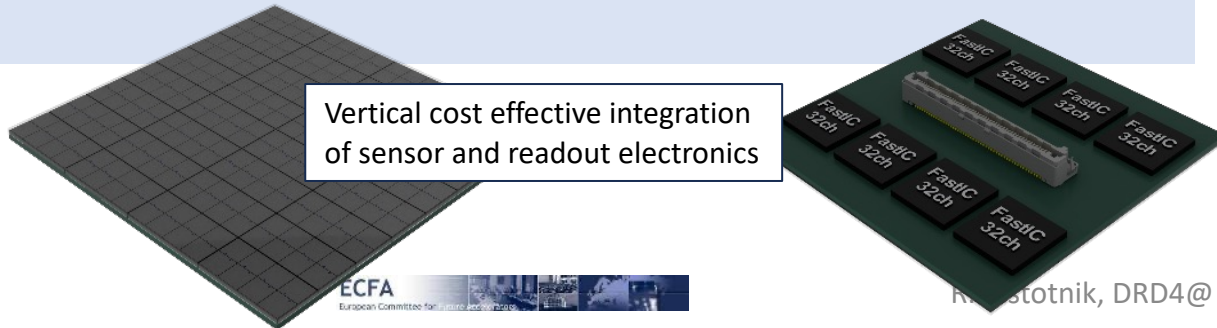 Vertical cost effective integration
of sensor and readout electronics
FastIC
32ch
FastIC
32ch
FastIC
32ch
FastIC
32ch
FastIC
32ch
FastIC
32ch
FastIC
32ch
FastIC
32ch
ECFA
European Committee for Future Accelerators
DRD4@